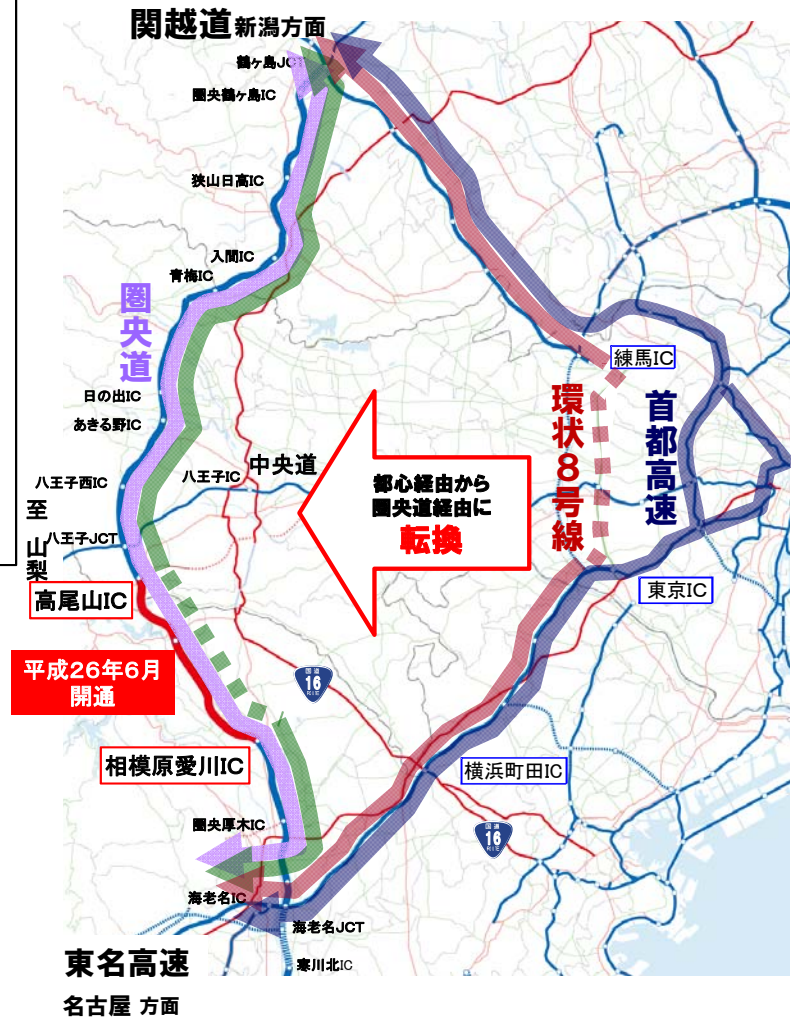 関越道 新潟方面
鶴ヶ島JCT
圏央鶴ヶ島IC
狭山日高IC
入間IC
青梅IC
圏央道
練馬IC
日の出IC
あきる野IC
環状8号線
首都高速
中央道
八王子IC
八王子西IC
都心経由から
圏央道経由に
転換
至 山梨
八王子JCT
高尾山IC
東京IC
平成26年6月
開通
国道
16
相模原愛川IC
横浜町田IC
圏央厚木IC
国道
16
海老名IC
海老名JCT
東名高速
寒川北IC
名古屋 方面